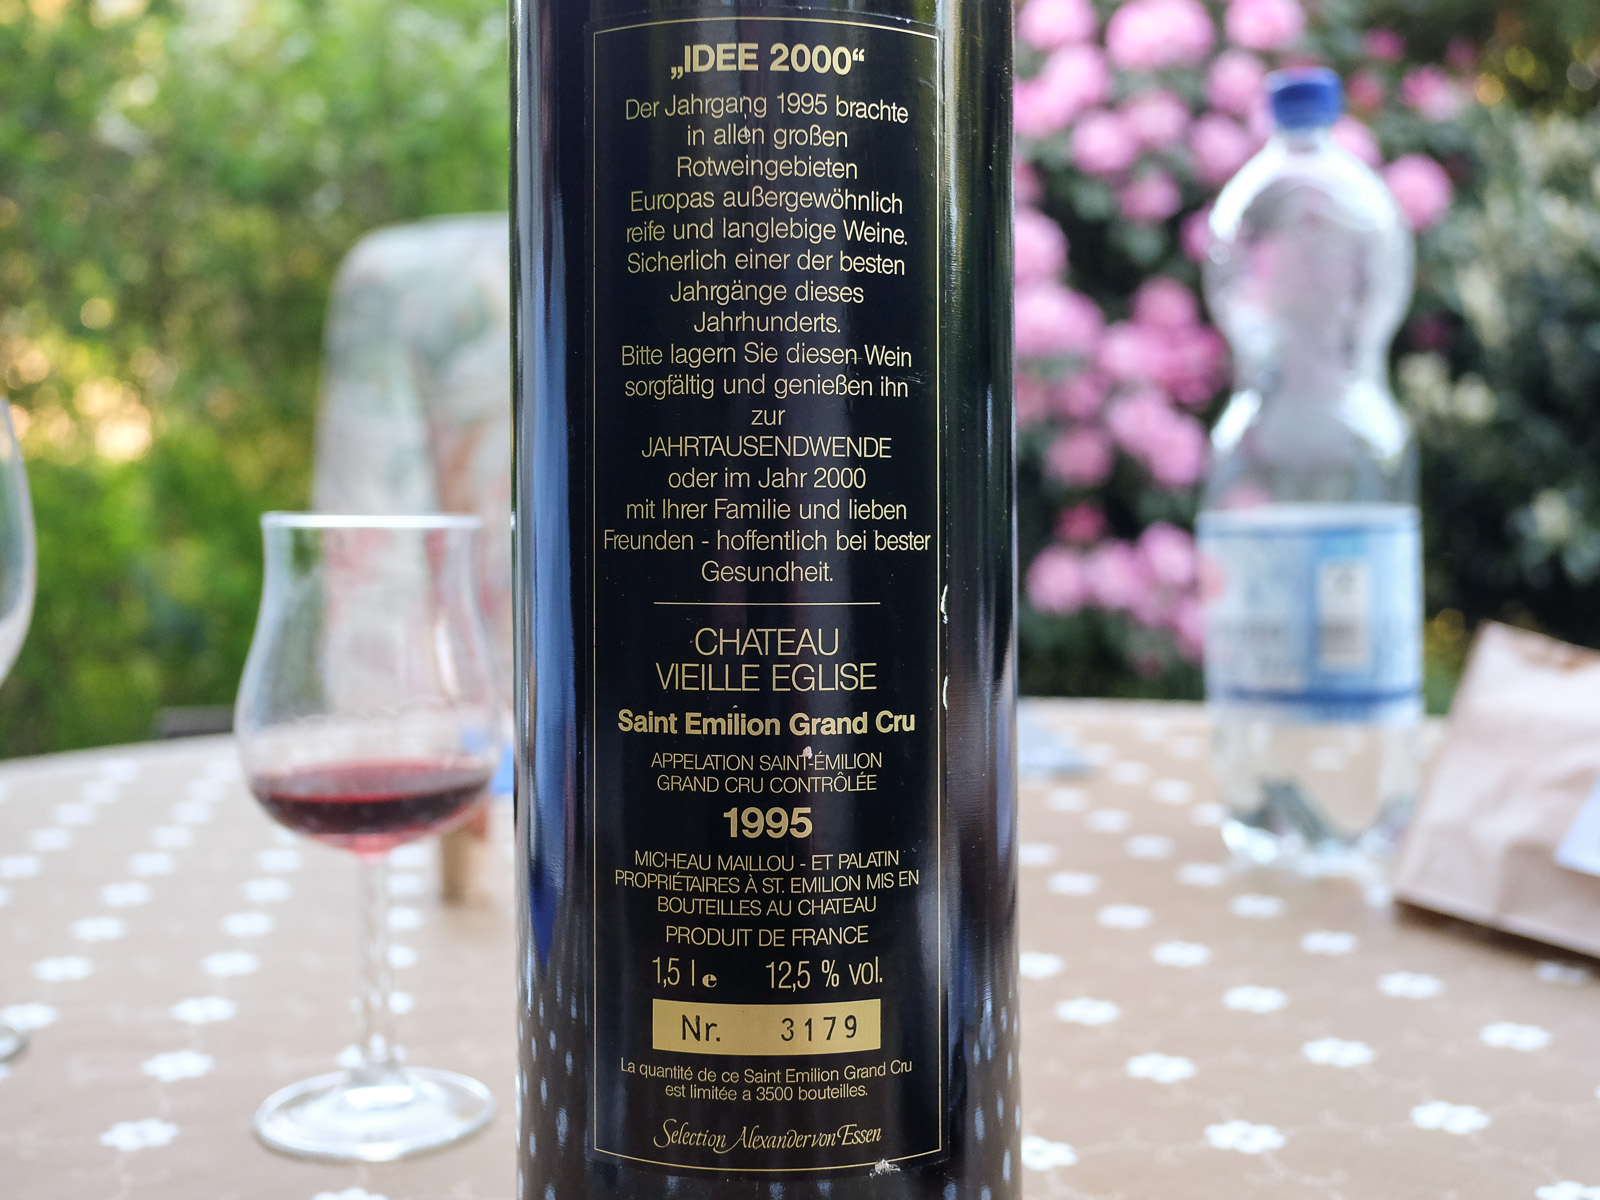 „IDEE 2000“
Der Jahrgang 1995 brachte
in allen großen
Rotweingebieten
Europas außergewöhnlich
reife und langlebige Weine.
Sicherlich einer der besten
Jahrgänge dieses
Jahrhunderts.
Bitte lagern Sie diesen Wein
sorgfältig und genießen ihn
zur
JAHRTAUSENDWENDE
oder im Jahr 2000
mit Ihrer Familie und lieben
Freunden - hoffentlich bei bester
Gesundheit.
CHATEAU
VIEILLE EGLISE
Saint Emilion Grand Cru
APPELATION SAINT-ÉMILION
GRAND CRU CONTRÔLÉE
1995
MICHEAU MAILLOU - ET PALATIN
PROPRIÉTAIRES À ST. EMILION MIS EN
BOUTEILLES AU CHATEAU
PRODUIT DE FRANCE
1,5 l e 12,5 % vol.
Nr. 3179
La quantité de ce Saint Emilion Grand Cru
est limitée a 3500 bouteilles.
Selection Alexander von Essen